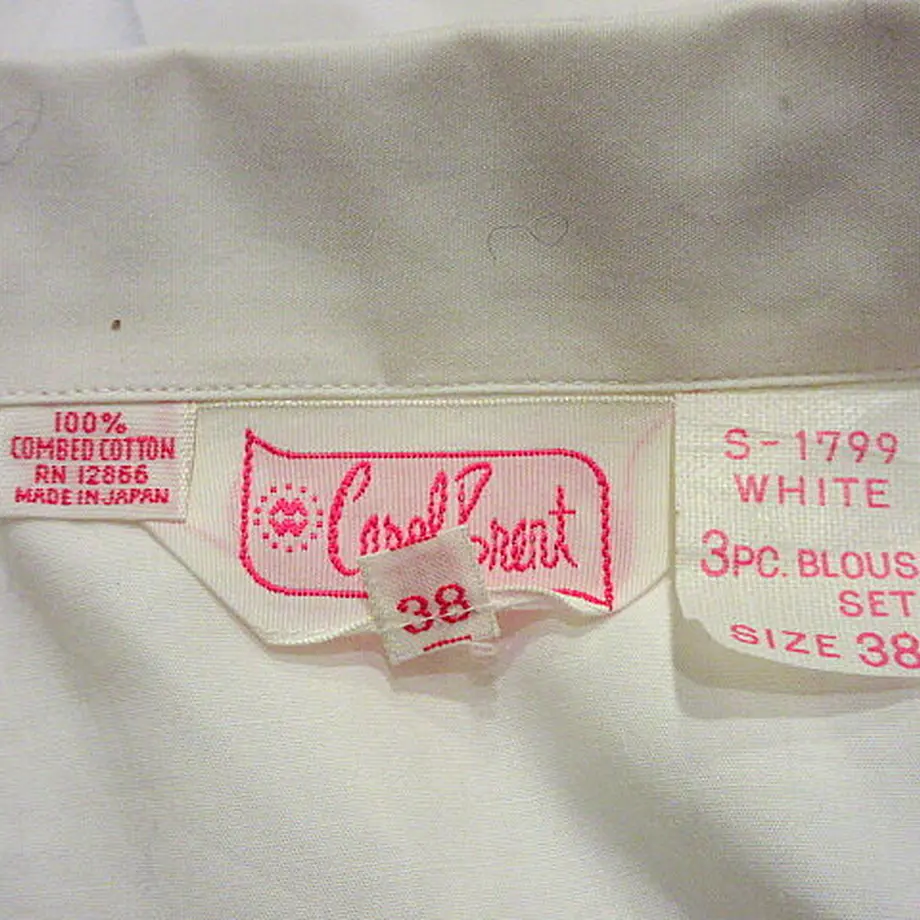 100%
COMBED COTTON
RN 12866
MADE IN JAPAN
Carol Brent
38
S-1799
WHITE
3PC. BLOUS
SET
SIZE 38